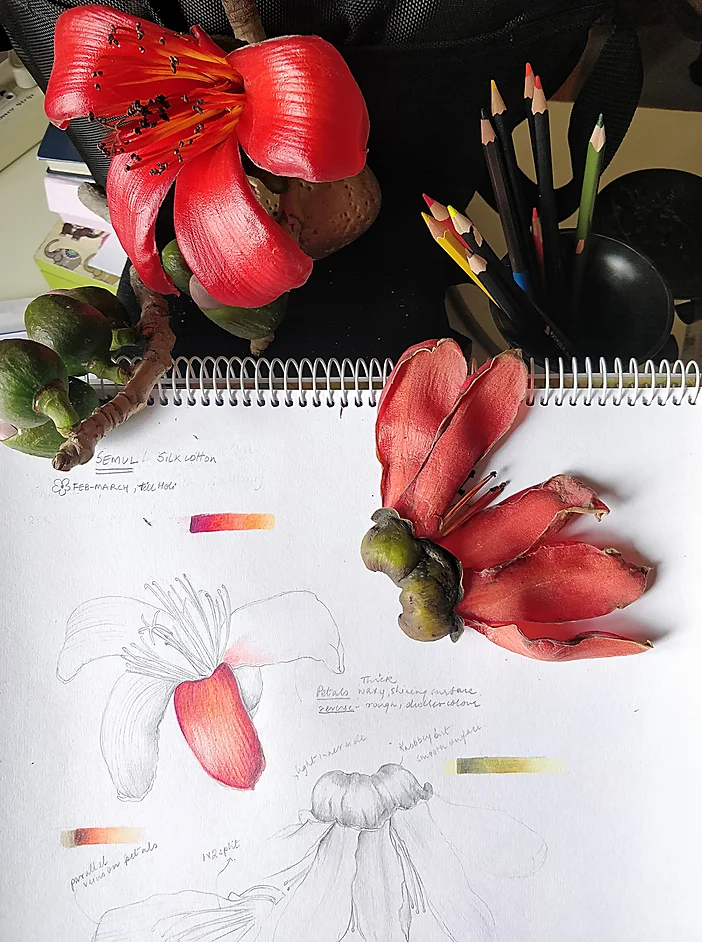 SEMUL: Silk cotton
FEB-MARCH, till Holi
Thick
Petals waxy, shining surface
reverse - rough, duller colour
light inner side
knobbly but
smooth surface
1x2 split
parallel
veins on petals